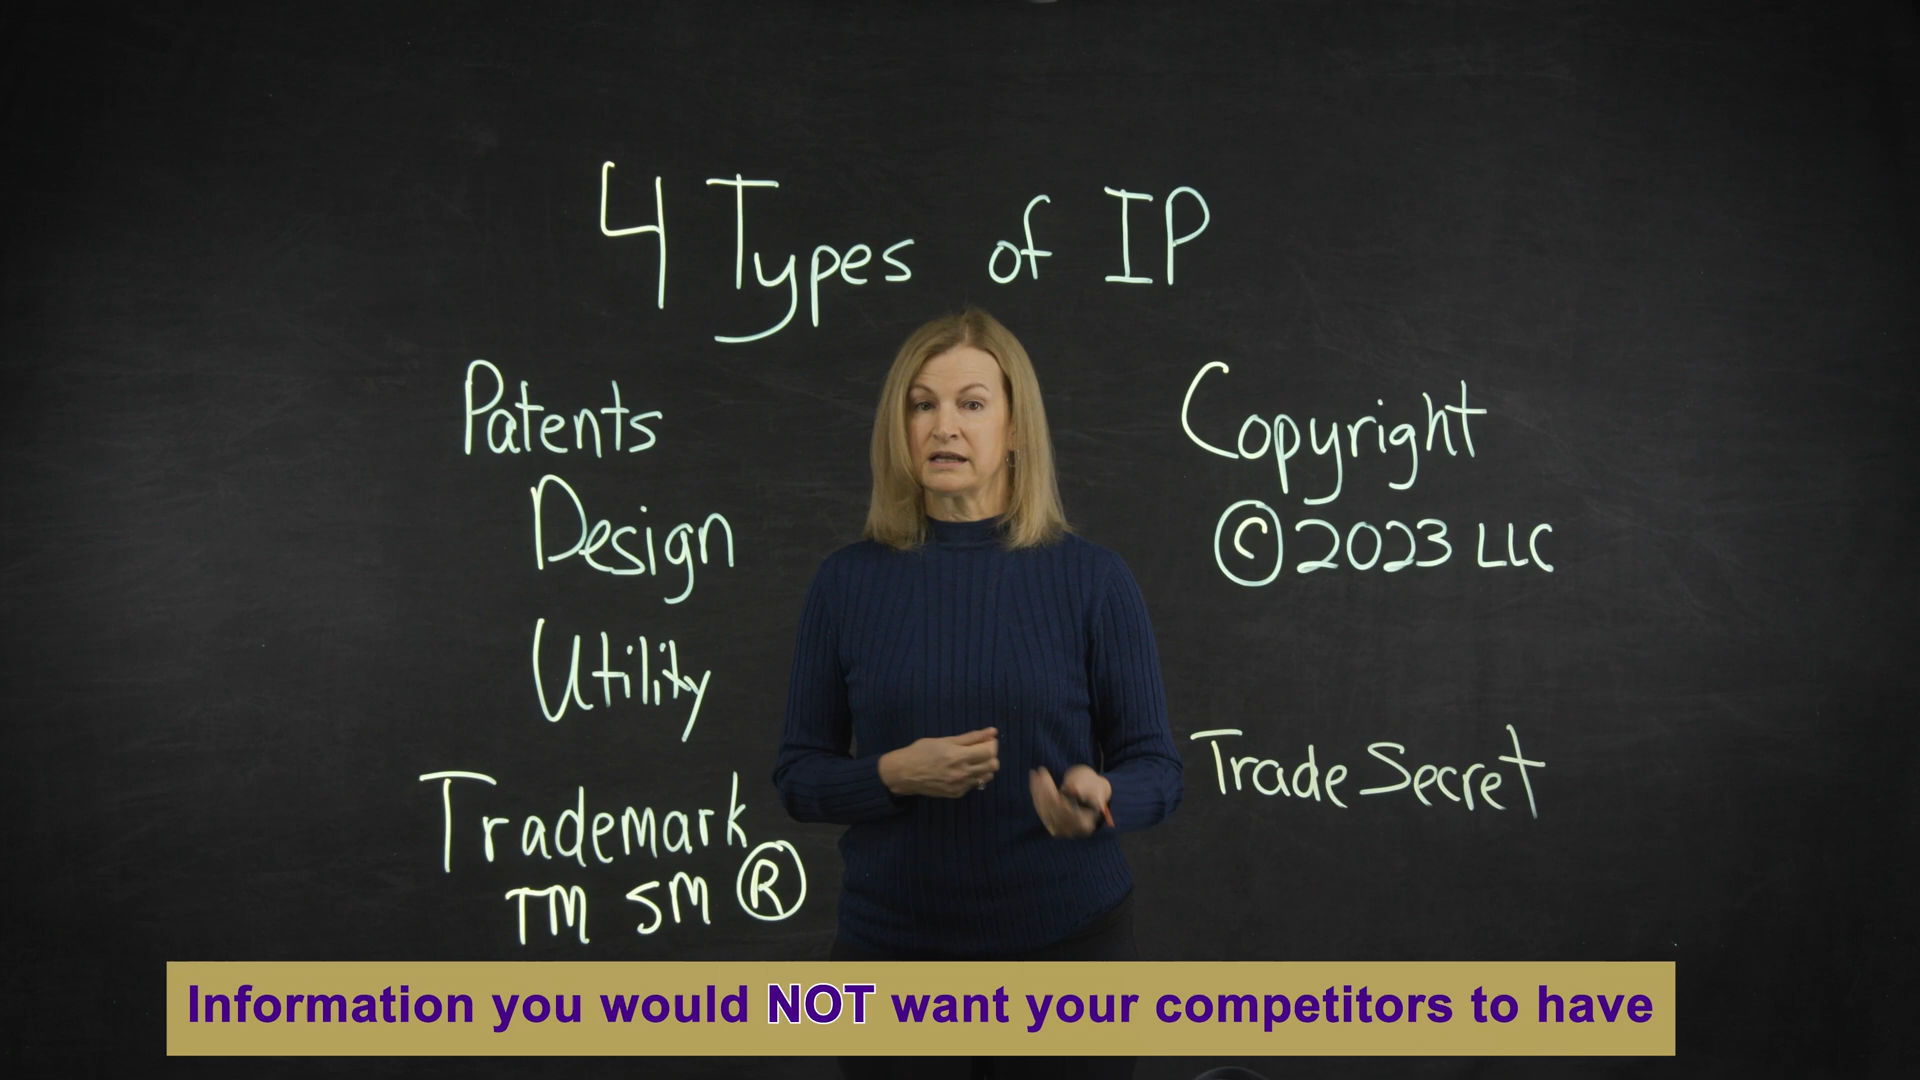 4 Types of IP
Patents
Design
Utility
Trademark
TM SM ®
Copyright
© 2023 LLC
Trade Secret
Information you would NOT want your competitors to have